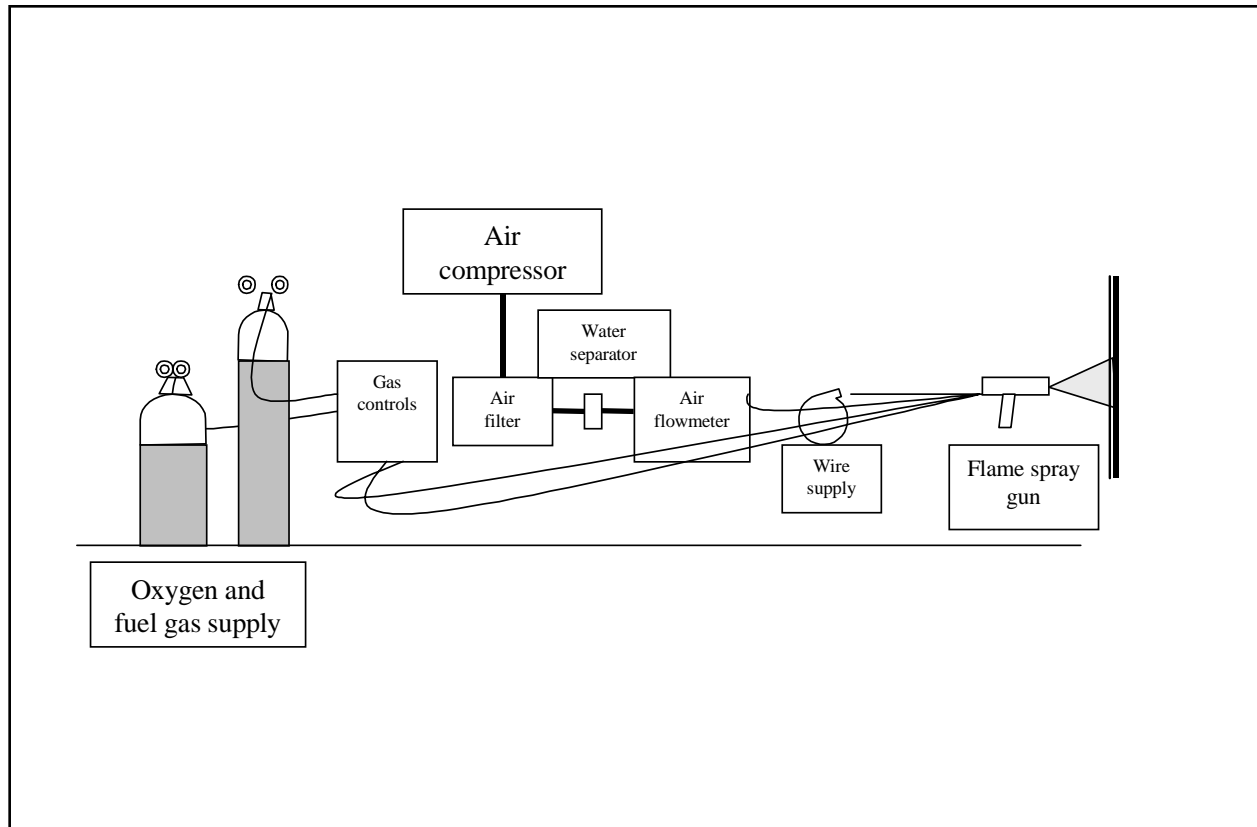 Air
compressor
Water
separator
Gas
controls
Air
filter
Air
flowmeter
Wire
supply
Flame spray
gun
Oxygen and
fuel gas supply